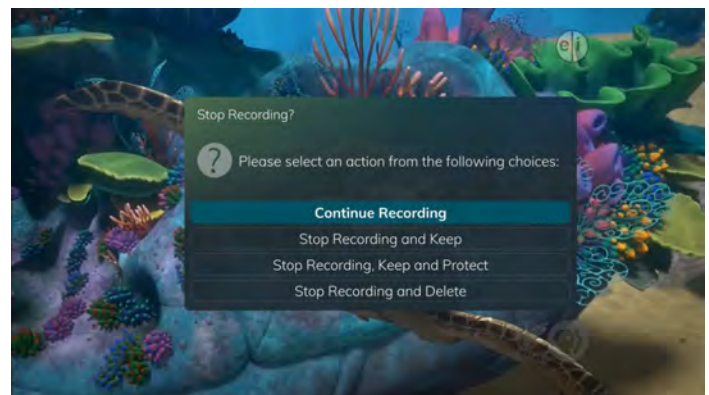 e/i
Stop Recording?
?
Please select an action from the following choices:
Continue Recording
Stop Recording and Keep
Stop Recording, Keep and Protect
Stop Recording and Delete